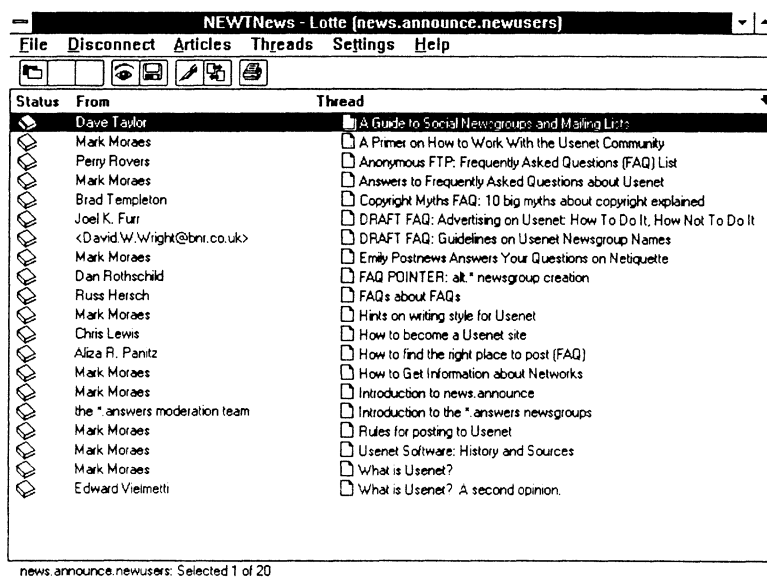 NEWTNews - Lotte (news.announce.newusers)
File Disconnect Articles Threads Settings Help
Status From Thread
Dave Taylor A Guide to Social Newsgroups and Mailing Lists
Mark Moraes A Primer on How to Work With the Usenet Community
Perry Rovers Anonymous FTP: Frequently Asked Questions (FAQ) List
Mark Moraes Answers to Frequently Asked Questions about Usenet
Brad Templeton Copyright Myths FAQ: 10 big myths about copyright explained
Joel K. Furr DRAFT FAQ: Advertising on Usenet: How To Do It, How Not To Do It
<David.W.Wright@bnr.co.uk> DRAFT FAQ: Guidelines on Usenet Newsgroup Names
Mark Moraes Emily Postnews Answers Your Questions on Netiquette
Dan Rothschild FAQ POINTER: alt.* newsgroup creation
Russ Hersch FAQs about FAQs
Mark Moraes Hints on writing style for Usenet
Chris Lewis How to become a Usenet site
Aliza R. Panitz How to find the right place to post (FAQ)
Mark Moraes How to Get Information about Networks
Mark Moraes Introduction to news.announce
the *.answers moderation team Introduction to the *.answers newsgroups
Mark Moraes Rules for posting to Usenet
Mark Moraes Usenet Software: History and Sources
Mark Moraes What is Usenet?
Edward Vielmetti What is Usenet? A second opinion.
news.announce.newusers: Selected 1 of 20